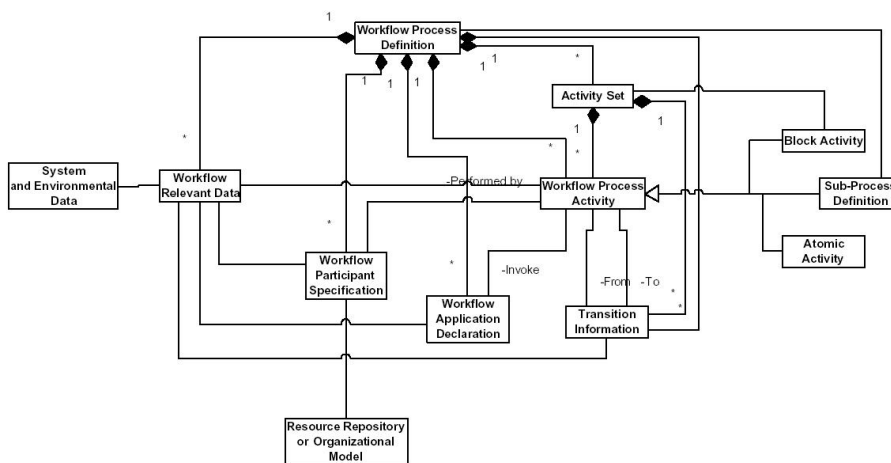 1
Workflow Process
Definition
1
1
1
1
1
1
*
Activity Set
1
1
Block Activity
*
*
*
System
and Environmental
Data
Workflow
Relevant Data
-Performed by
Workflow Process
Activity
Sub-Process
Definition
*
Atomic
Activity
Workflow
Participant
Specification
*
-Invoke
-From
-To
*
*
Workflow
Application
Declaration
Transition
Information
Resource Repository
or Organizational
Model